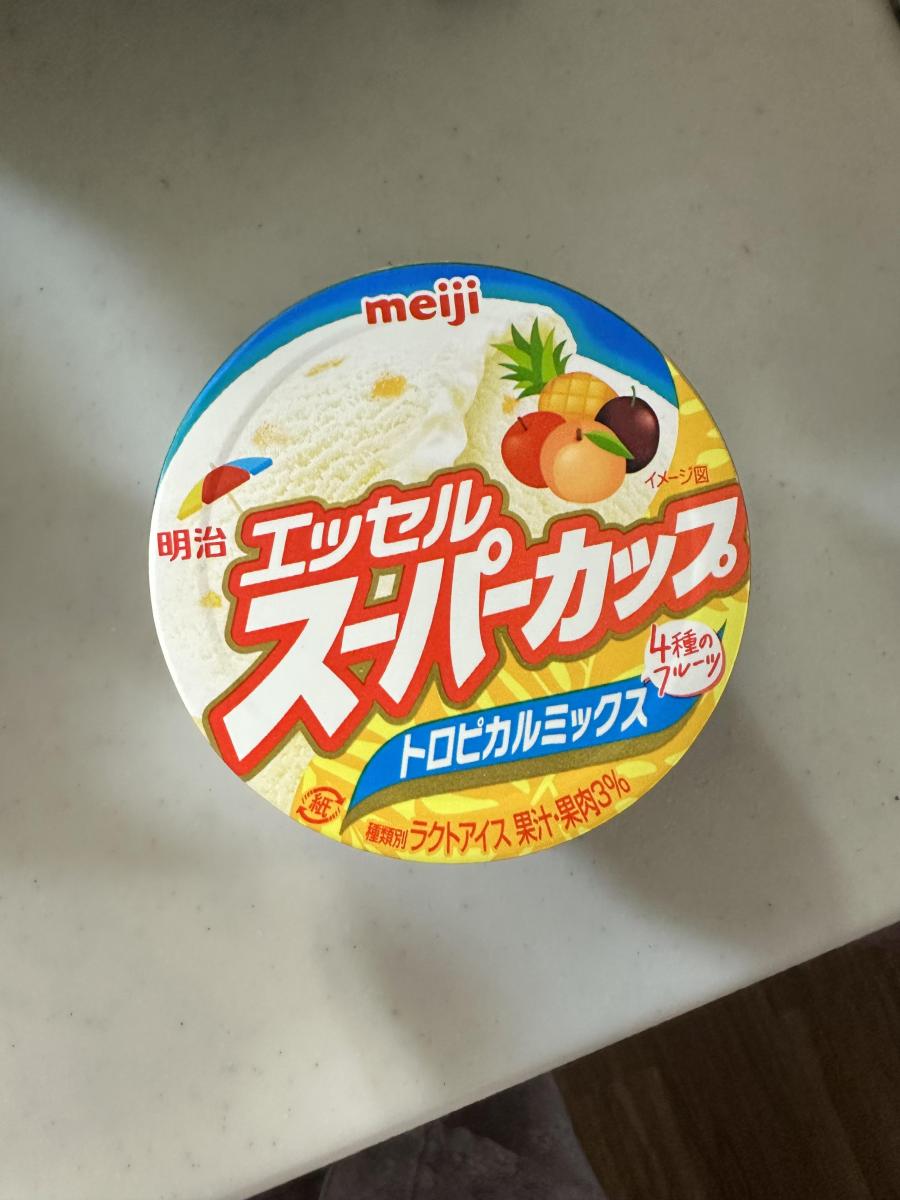 meiji
イメージ図
明治
エッセル
スーパーカップ
4種の
フルーツ
トロピカルミックス
紙
種類別 ラクトアイス 果汁・果肉3%